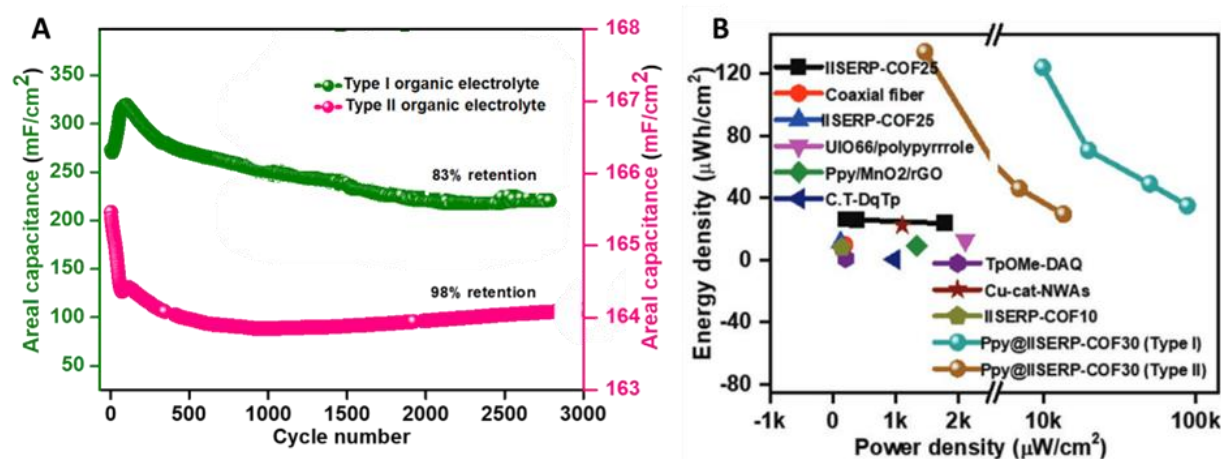 A
Areal capacitance (mF/cm²)
350
300
250
200
150
100
50
Type I organic electrolyte
Type II organic electrolyte
83% retention
98% retention
168
167
166
165
164
163
Areal capacitance (mF/cm²)
0
500
1000
1500
2000
2500
3000
Cycle number
B
Energy density (μWh/cm²)
120
80
40
0
-40
-80
IISERP-COF25
Coaxial fiber
IISERP-COF25
UIO66/polypyrrrole
Ppy/MnO2/rGO
C.T-DqTp
TpOMe-DAQ
Cu-cat-NWAs
IISERP-COF10
Ppy@IISERP-COF30 (Type I)
Ppy@IISERP-COF30 (Type II)
-1k
0
1k
2k
10k
100k
Power density (μW/cm²)